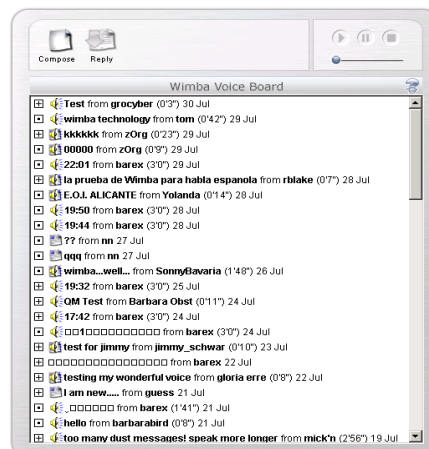 Compose Reply
Wimba Voice Board
Test from grocyber (0'3") 30 Jul
wimba technology from tom (0'42") 29 Jul
kkkkkk from zOrg (0'23") 29 Jul
00000 from zOrg (0'9") 29 Jul
22:01 from barex (3'0") 29 Jul
la prueba de Wimba para habla espanola from rblake (0'7") 28 Jul
E.O.I. ALICANTE from Yolanda (0'14") 28 Jul
19:50 from barex (3'0") 28 Jul
19:44 from barex (3'0") 28 Jul
?? from nn 27 Jul
qqq from nn 27 Jul
wimba...well... from SonnyBavaria (1'48") 26 Jul
19:32 from barex (3'0") 25 Jul
QM Test from Barbara Obst (0'11") 24 Jul
17:42 from barex (3'0") 24 Jul
□□1□□□□□□□□□□ from barex (3'0") 24 Jul
test for jimmy from jimmy_schwar (0'10") 23 Jul
□□□□□□□□□□□□□□□□□ from barex 22 Jul
testing my wonderful voice from gloria erre (0'8") 22 Jul
I am new..... from guess 21 Jul
_□□□□□□ from barex (1'41") 21 Jul
hello from barbarabird (0'8") 21 Jul
too many dust messages! speak more longer from mick'n (2'56") 19 Jul